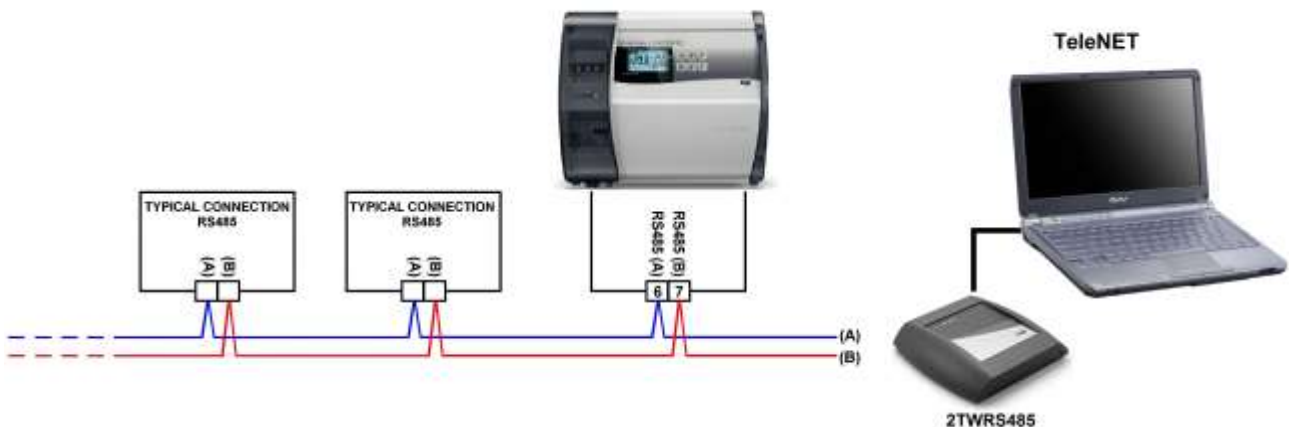 TeleNET
TYPICAL CONNECTION
RS485
(A)
(B)
TYPICAL CONNECTION
RS485
(A)
(B)
RS485 (A)
RS485 (B)
6
7
(A)
(B)
2TWRS485